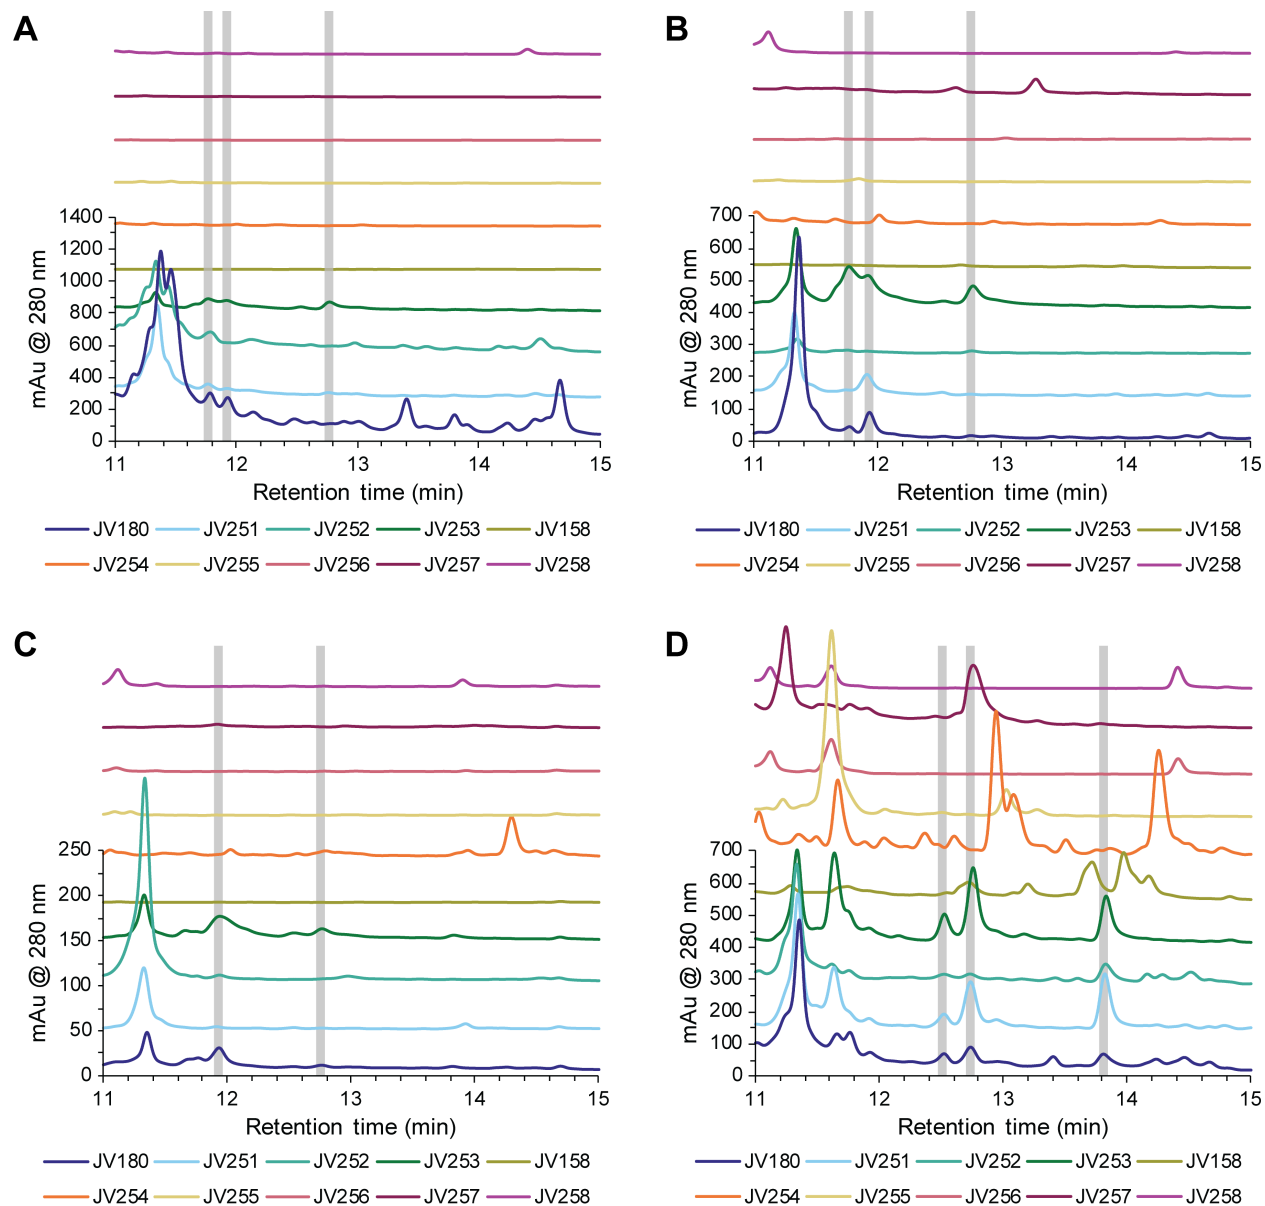 A
1400
1200
1000
800
600
400
200
0
mAu @ 280 nm
11 12 13 14 15
Retention time (min)
JV180 JV251 JV252 JV253 JV158
JV254 JV255 JV256 JV257 JV258
B
700
600
500
400
300
200
100
0
mAu @ 280 nm
11 12 13 14 15
Retention time (min)
JV180 JV251 JV252 JV253 JV158
JV254 JV255 JV256 JV257 JV258
C
250
200
150
100
50
0
mAu @ 280 nm
11 12 13 14 15
Retention time (min)
JV180 JV251 JV252 JV253 JV158
JV254 JV255 JV256 JV257 JV258
D
700
600
500
400
300
200
100
0
mAu @ 280 nm
11 12 13 14 15
Retention time (min)
JV180 JV251 JV252 JV253 JV158
JV254 JV255 JV256 JV257 JV258